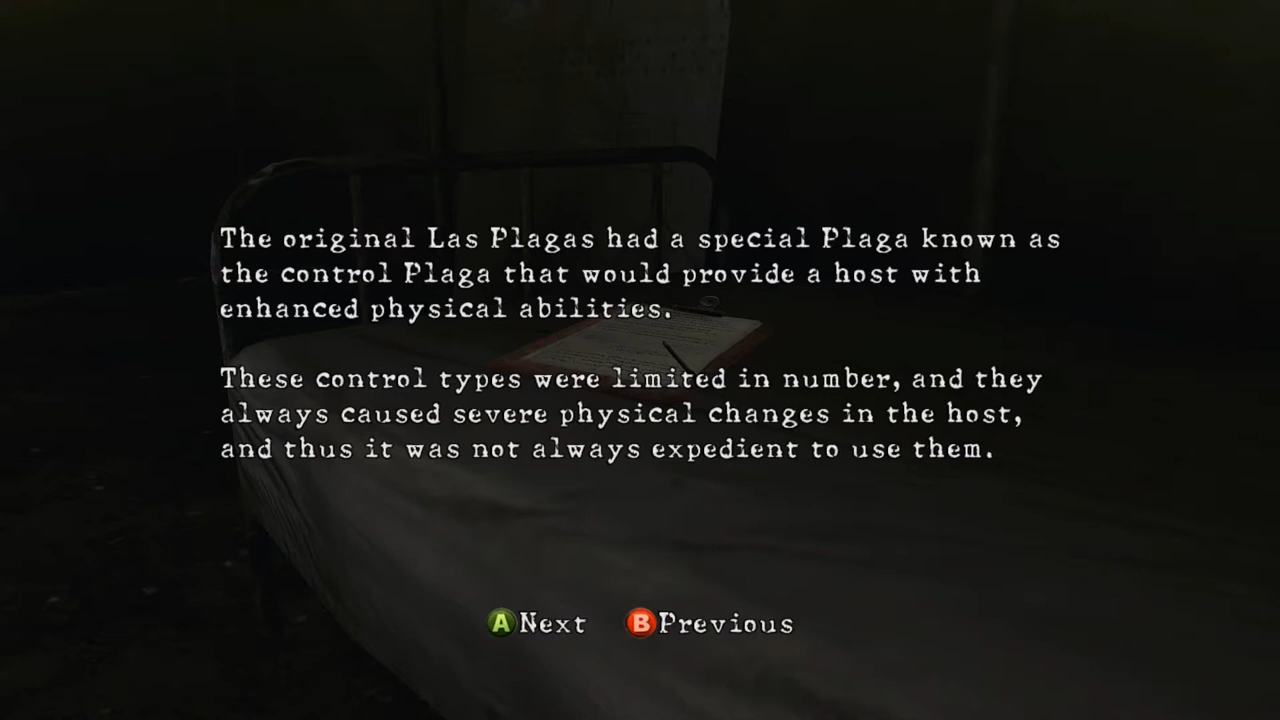 The original Las Plagas had a special Plaga known as
the control Plaga that would provide a host with
enhanced physical abilities.
These control types were limited in number, and they
always caused severe physical changes in the host,
and thus it was not always expedient to use them.
A Next B Previous